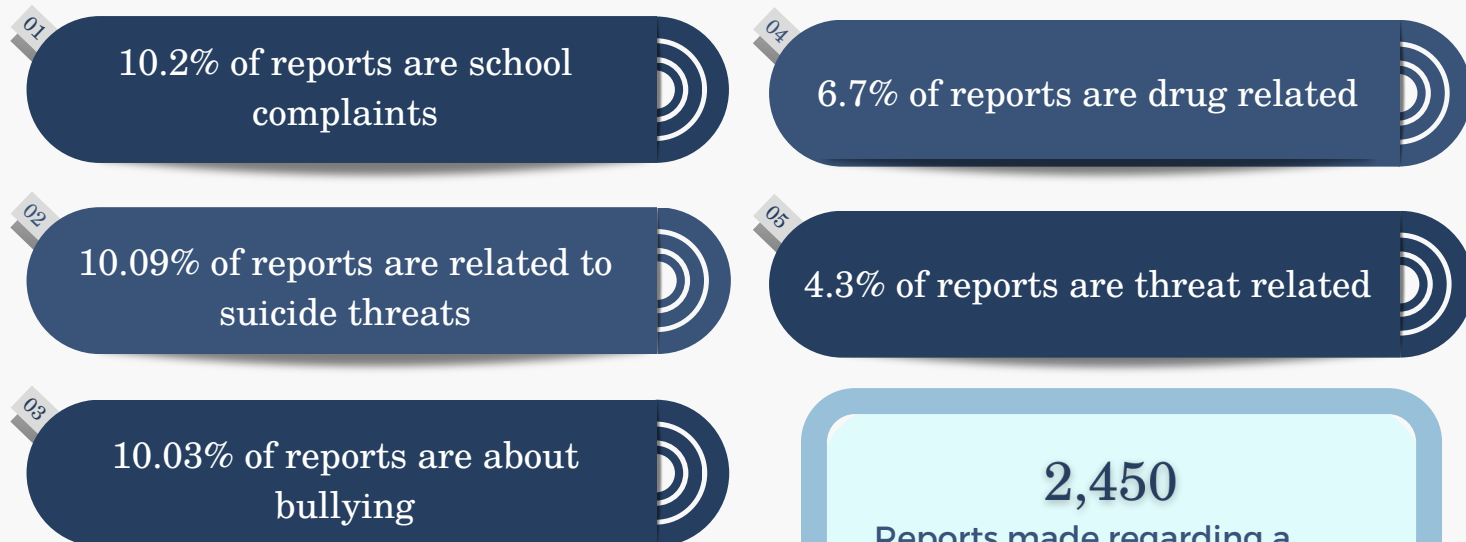 01
10.2% of reports are school
complaints
02
10.09% of reports are related to
suicide threats
03
10.03% of reports are about
bullying
04
6.7% of reports are drug related
05
4.3% of reports are threat related
2,450
Reports made regarding a